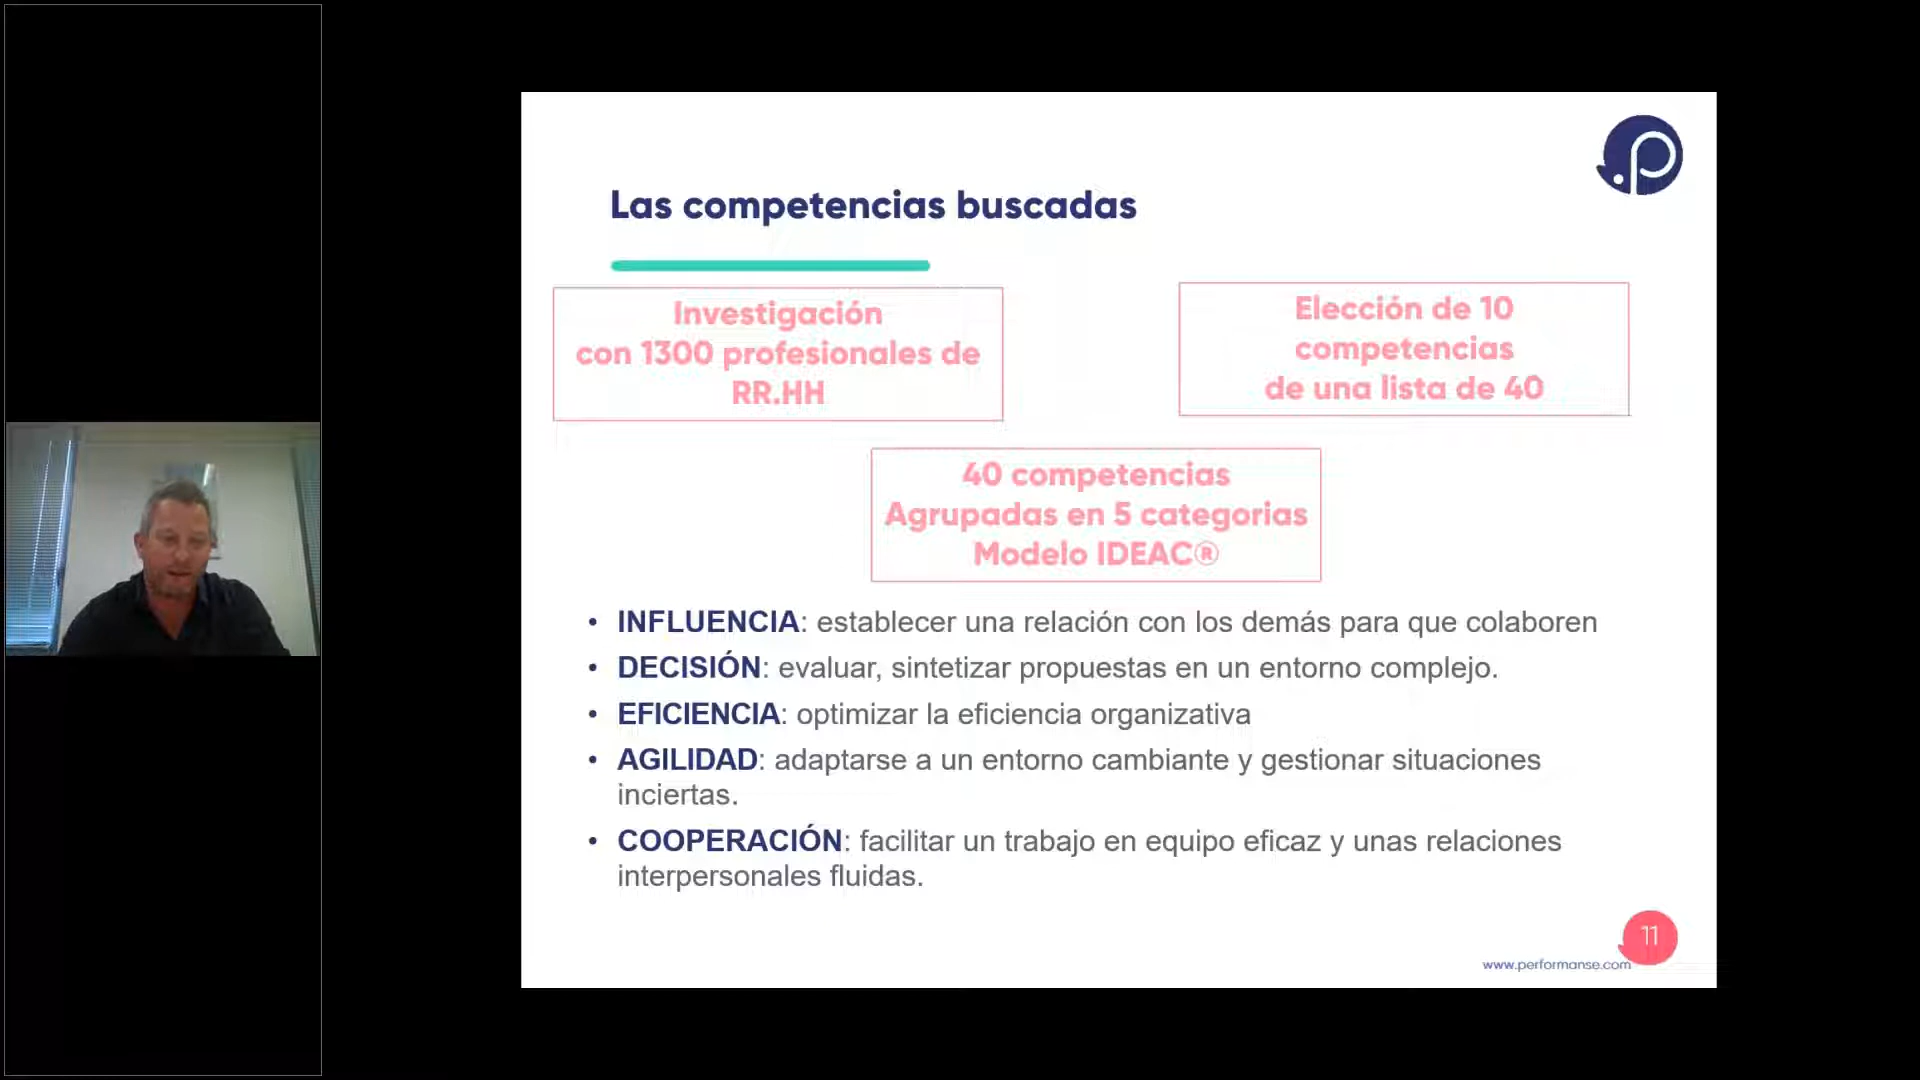 Las competencias buscadas
Investigación
con 1300 profesionales de
RR.HH
Elección de 10
competencias
de una lista de 40
40 competencias
Agrupadas en 5 categorias
Modelo IDEAC®
• INFLUENCIA: establecer una relación con los demás para que colaboren
• DECISIÓN: evaluar, sintetizar propuestas en un entorno complejo.
• EFICIENCIA: optimizar la eficiencia organizativa
• AGILIDAD: adaptarse a un entorno cambiante y gestionar situaciones
inciertas.
• COOPERACIÓN: facilitar un trabajo en equipo eficaz y unas relaciones
interpersonales fluidas.
11
www.performanse.com